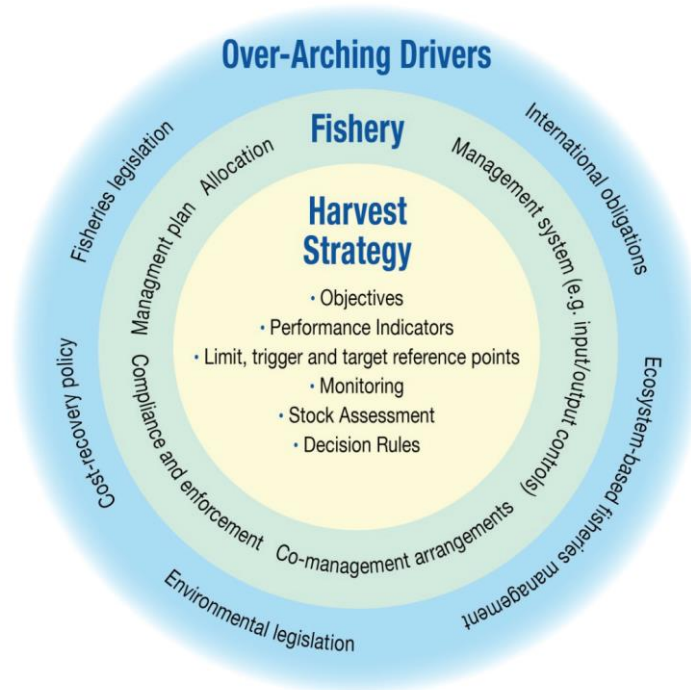 Over-Arching Drivers
Fisheries legislation
International obligations
Cost-recovery policy
Ecosystem-based fisheries management
Environmental legislation
Fishery
Allocation
Managment plan
Management system (e.g. input/output controls)
Compliance and enforcement
Co-management arrangements
Harvest
Strategy
• Objectives
• Performance Indicators
• Limit, trigger and target reference points
• Monitoring
• Stock Assessment
• Decision Rules